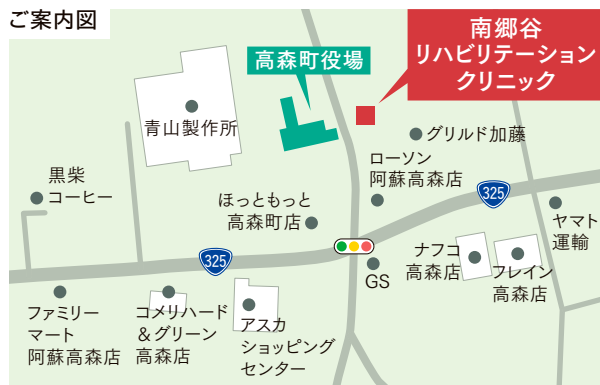 ご案内図
南郷谷
リハビリテーション
クリニック
高森町役場
青山製作所
グリルド加藤
ローソン
阿蘇高森店
黒柴
コーヒー
ほっともっと
高森町店
325
ヤマト
運輸
ナフコ
高森店
フレイン
高森店
325
GS
ファミリー
マート
阿蘇高森店
コメリハード
&グリーン
高森店
アスカ
ショッピング
センター